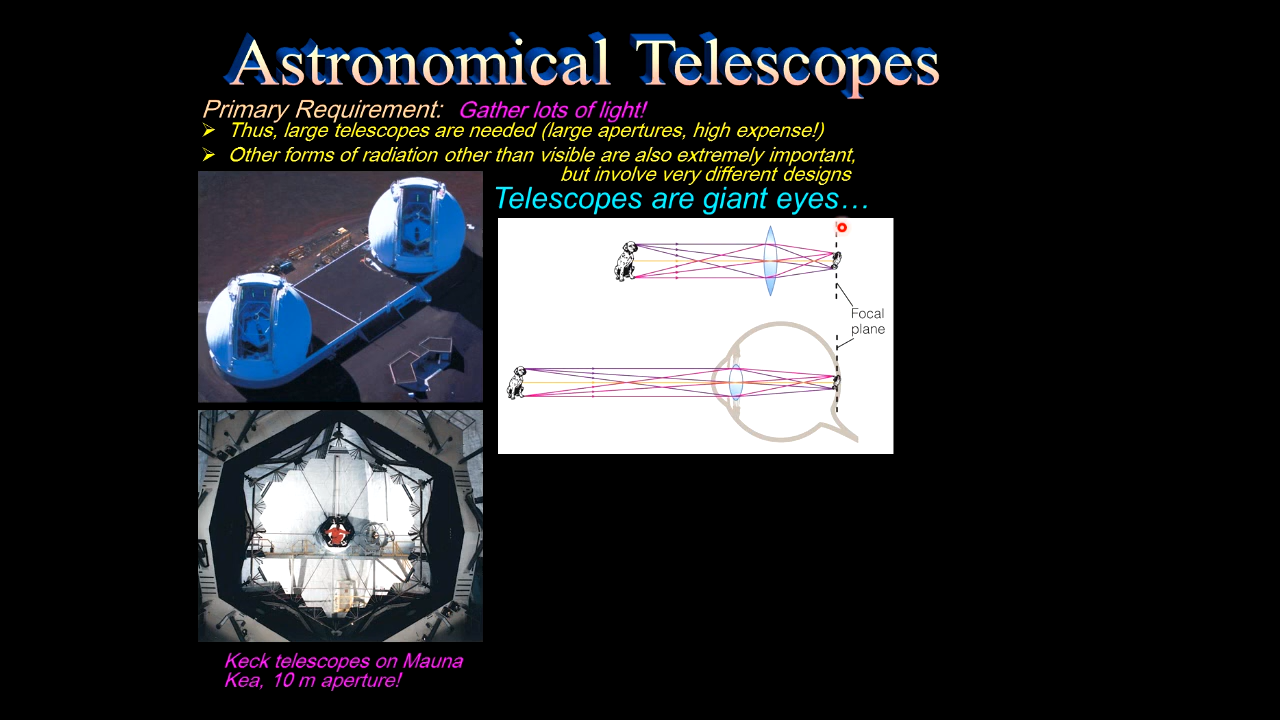 Astronomical Telescopes
Primary Requirement: Gather lots of light!
Thus, large telescopes are needed (large apertures, high expense!)
Other forms of radiation other than visible are also extremely important,
but involve very different designs
Telescopes are giant eyes…
Focal
plane
Keck telescopes on Mauna
Kea, 10 m aperture!